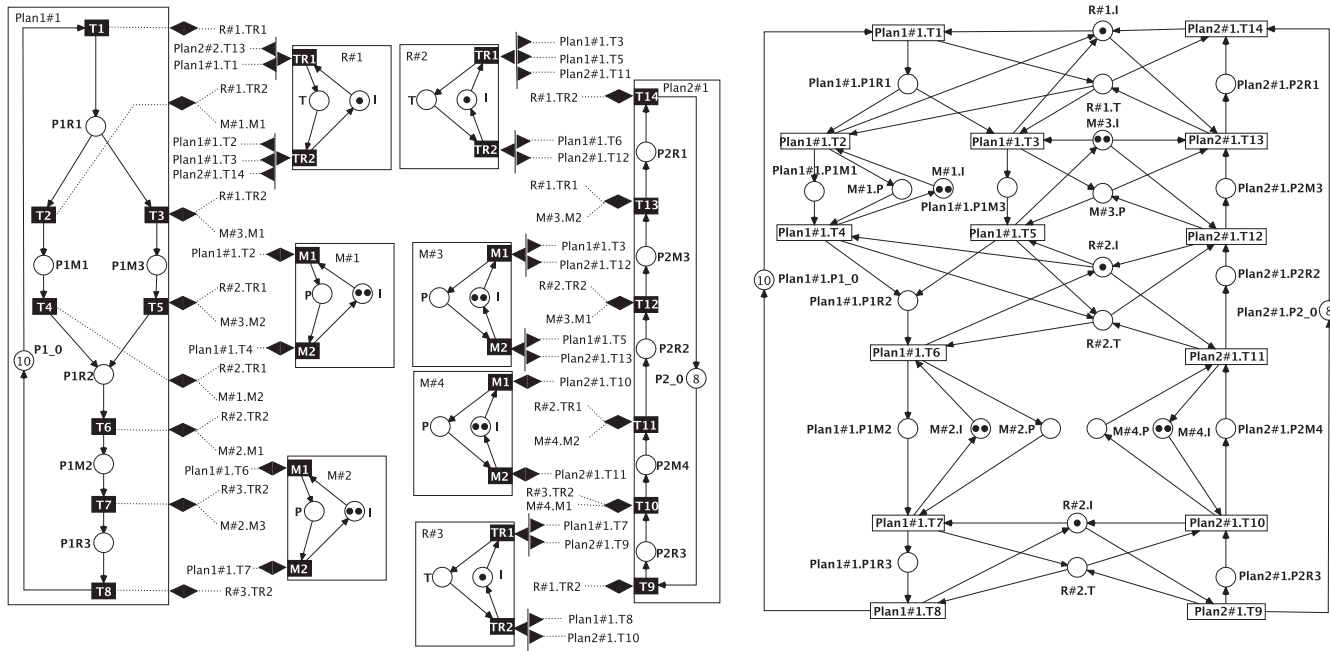 Plan1#1
T1
R#1.TR1
P1R1
R#1.TR2
M#1.M1
T2
T3
R#1.TR2
M#3.M1
P1M1
P1M3
T4
T5
R#2.TR1
M#3.M2
10
P1_0
P1R2
R#2.TR1
M#1.M2
T6
R#2.TR2
M#2.M1
P1M2
T7
R#3.TR2
M#2.M3
P1R3
T8
R#3.TR2
Plan2#2.T13
Plan1#1.T1
TR1
R#1
T
I
Plan1#1.T2
Plan1#1.T3
Plan2#1.T14
TR2
Plan1#1.T2
M1
M#1
P
I
Plan1#1.T4
M2
Plan1#1.T6
M1
M#2
P
I
Plan1#1.T7
M2
R#2
TR1
Plan1#1.T3
Plan1#1.T5
Plan2#1.T11
T
I
TR2
Plan1#1.T6
Plan2#1.T12
M#3
M1
Plan1#1.T3
Plan2#1.T12
P
I
M2
Plan1#1.T5
Plan2#1.T13
M#4
M1
Plan2#1.T10
P
I
M2
Plan2#1.T11
R#3
TR1
Plan1#1.T7
Plan2#1.T9
T
I
TR2
Plan1#1.T8
Plan2#1.T10
Plan2#1
R#1.TR2
T14
P2R1
R#1.TR1
M#3.M2
T13
P2M3
R#2.TR2
M#3.M1
T12
P2R2
P2_0
8
R#2.TR1
M#4.M2
T11
P2M4
R#3.TR2
M#4.M1
T10
P2R3
R#1.TR2
T9
R#1.I
Plan1#1.T1
Plan2#1.T14
Plan1#1.P1R1
R#1.T
Plan2#1.P2R1
M#3.I
Plan1#1.T2
Plan1#1.T3
Plan2#1.T13
Plan1#1.P1M1
M#1.P
M#1.I
Plan1#1.P1M3
M#3.P
Plan2#1.P2M3
Plan1#1.T4
Plan1#1.T5
Plan2#1.T12
R#2.I
10
Plan1#1.P1_0
Plan2#1.P2R2
Plan1#1.P1R2
Plan2#1.P2_0
8
R#2.T
Plan1#1.T6
Plan2#1.T11
Plan1#1.P1M2
M#2.I
M#2.P
M#4.P
M#4.I
Plan2#1.P2M4
R#2.I
Plan1#1.T7
Plan2#1.T10
Plan1#1.P1R3
R#2.T
Plan2#1.P2R3
Plan1#1.T8
Plan2#1.T9